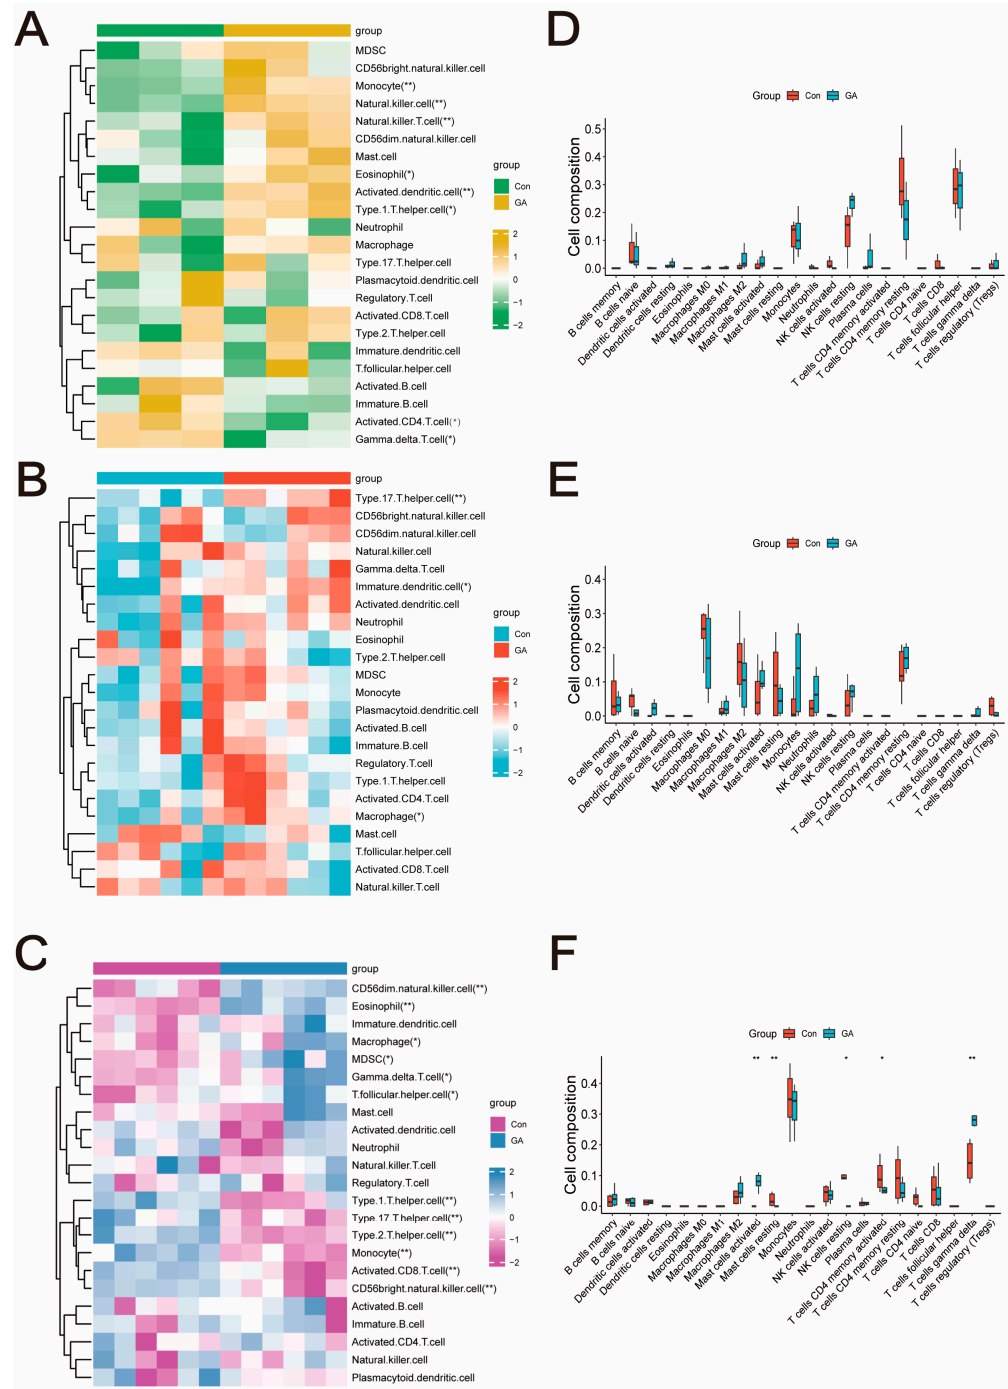 A
group
MDSC
CD56bright.natural.killer.cell
Monocyte(**)
Natural.killer.cell(**)
Natural.killer.T.cell(**)
CD56dim.natural.killer.cell
Mast.cell
Eosinophil(*)
Activated.dendritic.cell(**)
Type.1.T.helper.cell(*)
Neutrophil
Macrophage
Type.17.T.helper.cell
Plasmacytoid.dendritic.cell
Regulatory.T.cell
Activated.CD8.T.cell
Type.2.T.helper.cell
Immature.dendritic.cell
T.follicular.helper.cell
Activated.B.cell
Immature.B.cell
Activated.CD4.T.cell(*)
Gamma.delta.T.cell(*)
group
Con
GA
2
1
0
−1
−2
D
Group Con GA
Cell composition
0.5
0.4
0.3
0.2
0.1
0.0
B cells memory
B cells naive
Dendritic cells activated
Dendritic cells resting
Eosinophils
Macrophages M0
Macrophages M1
Macrophages M2
Mast cells activated
Mast cells resting
Monocytes
Neutrophils
NK cells activated
NK cells resting
Plasma cells
T cells CD4 memory activated
T cells CD4 memory resting
T cells CD4 naive
T cells CD8
T cells follicular helper
T cells gamma delta
T cells regulatory (Tregs)
B
group
Type.17.T.helper.cell(**)
CD56bright.natural.killer.cell
CD56dim.natural.killer.cell
Natural.killer.cell
Gamma.delta.T.cell
Immature.dendritic.cell(*)
Activated.dendritic.cell
Neutrophil
Eosinophil
Type.2.T.helper.cell
MDSC
Monocyte
Plasmacytoid.dendritic.cell
Activated.B.cell
Immature.B.cell
Regulatory.T.cell
Type.1.T.helper.cell
Activated.CD4.T.cell
Macrophage(*)
Mast.cell
T.follicular.helper.cell
Activated.CD8.T.cell
Natural.killer.T.cell
group
Con
GA
2
1
0
−1
−2
E
Group Con GA
Cell composition
0.4
0.3
0.2
0.1
0.0
B cells memory
B cells naive
Dendritic cells activated
Dendritic cells resting
Eosinophils
Macrophages M0
Macrophages M1
Macrophages M2
Mast cells activated
Mast cells resting
Monocytes
Neutrophils
NK cells activated
NK cells resting
Plasma cells
T cells CD4 memory activated
T cells CD4 memory resting
T cells CD4 naive
T cells CD8
T cells follicular helper
T cells gamma delta
T cells regulatory (Tregs)
C
group
CD56dim.natural.killer.cell(**)
Eosinophil(**)
Immature.dendritic.cell
Macrophage(*)
MDSC(*)
Gamma.delta.T.cell(*)
T.follicular.helper.cell(*)
Mast.cell
Activated.dendritic.cell
Neutrophil
Natural.killer.T.cell
Regulatory.T.cell
Type.1.T.helper.cell(**)
Type.17.T.helper.cell(**)
Type.2.T.helper.cell(**)
Monocyte(**)
Activated.CD8.T.cell(**)
CD56bright.natural.killer.cell(**)
Activated.B.cell
Immature.B.cell
Activated.CD4.T.cell
Natural.killer.cell
Plasmacytoid.dendritic.cell
group
Con
GA
2
1
0
−1
−2
F
Group Con GA
** ** * * **
Cell composition
0.4
0.3
0.2
0.1
0.0
B cells memory
B cells naive
Dendritic cells activated
Dendritic cells resting
Eosinophils
Macrophages M0
Macrophages M1
Macrophages M2
Mast cells activated
Mast cells resting
Monocytes
Neutrophils
NK cells activated
NK cells resting
Plasma cells
T cells CD4 memory activated
T cells CD4 memory resting
T cells CD4 naive
T cells CD8
T cells follicular helper
T cells gamma delta
T cells regulatory (Tregs)